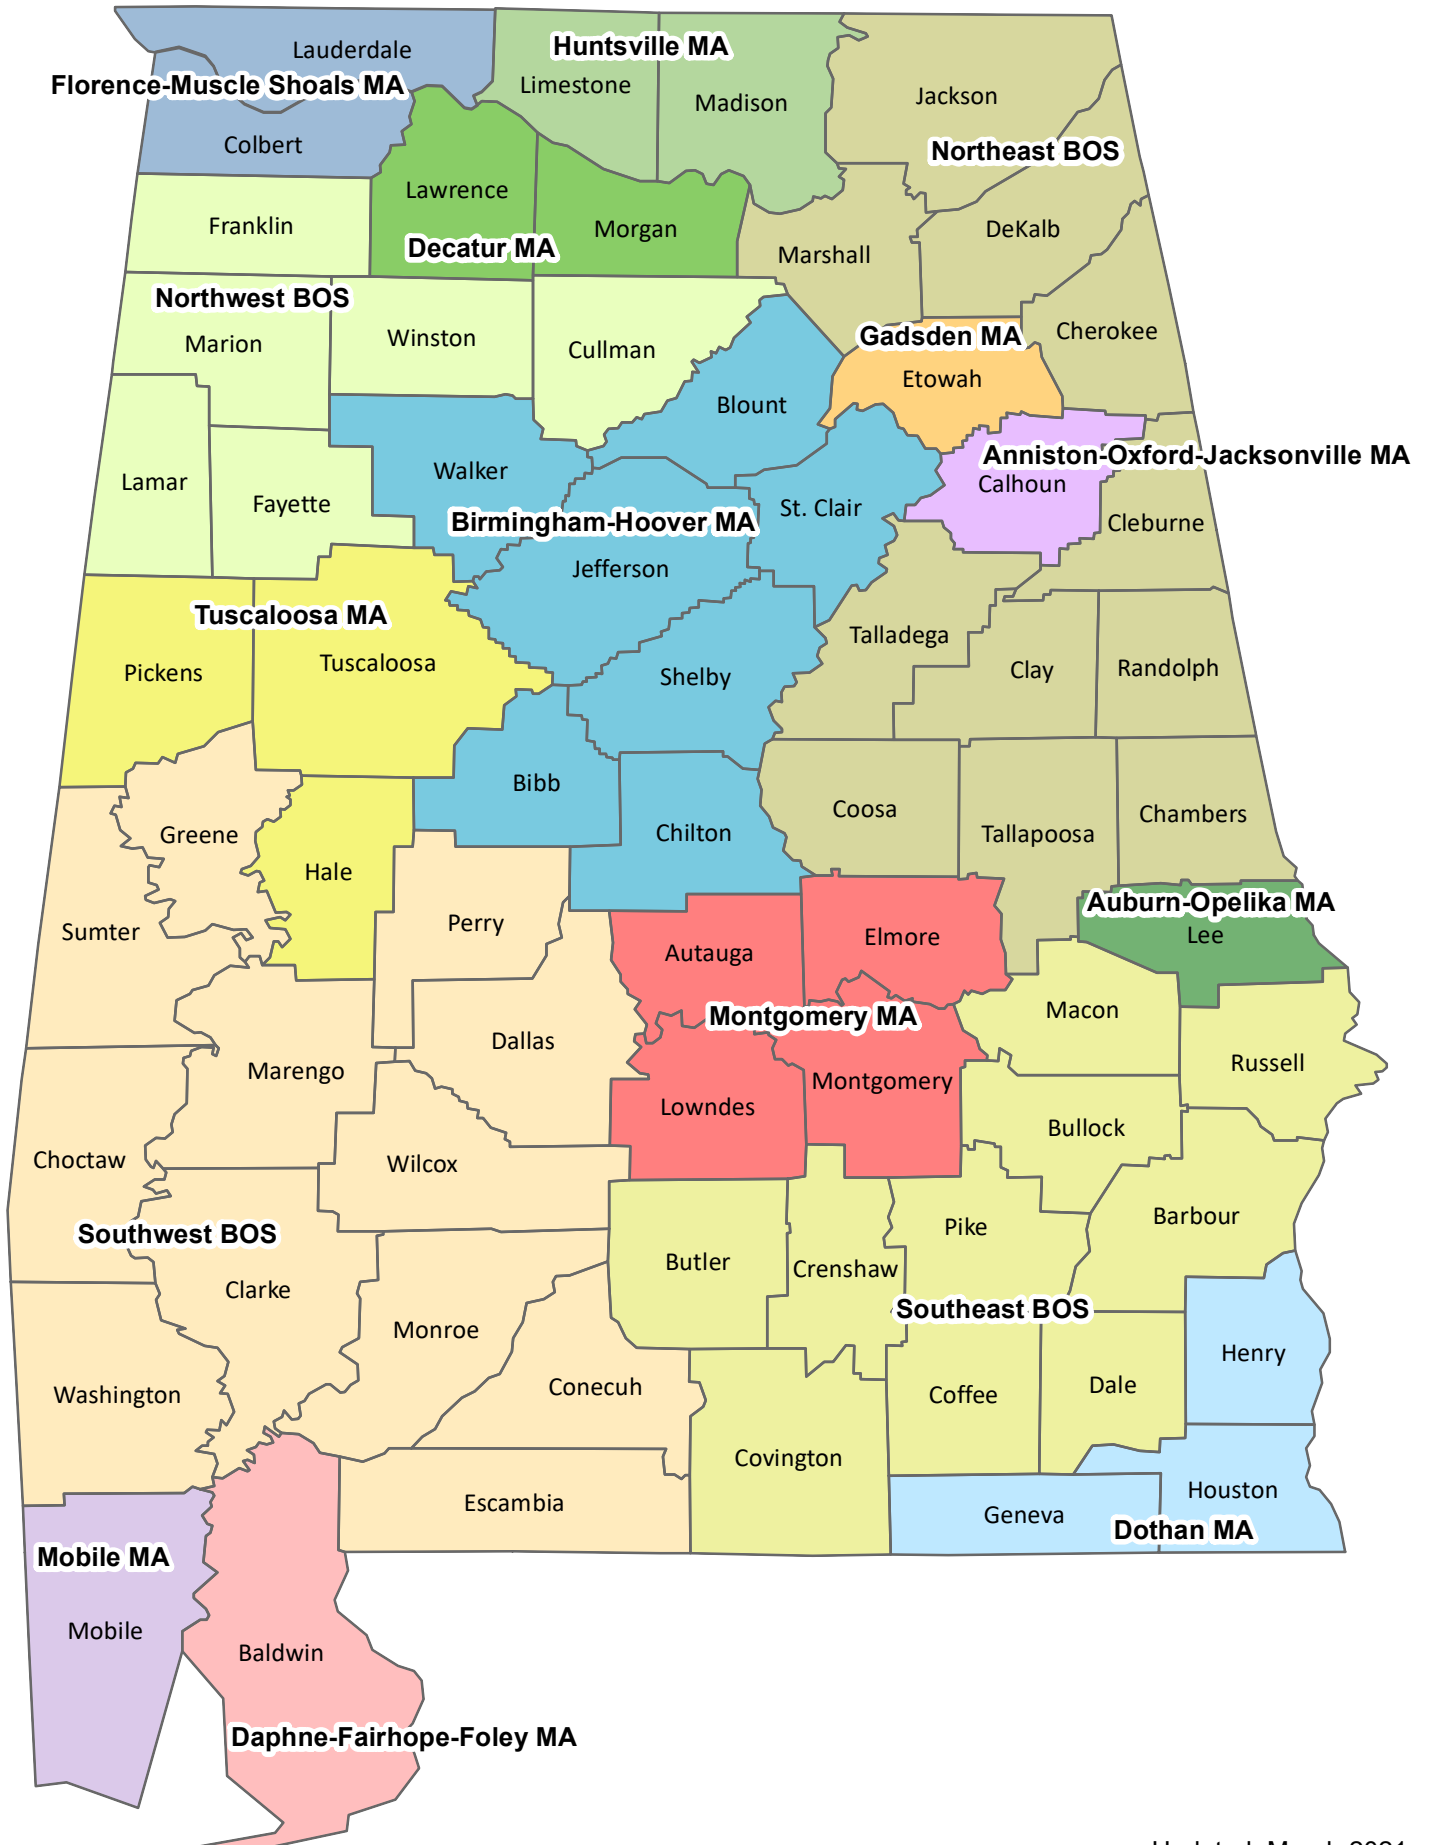 Lauderdale
Huntsville MA
Florence-Muscle Shoals MA
Limestone
Madison
Jackson
Colbert
Northeast BOS
Lawrence
Franklin
Morgan
DeKalb
Decatur MA
Marshall
Northwest BOS
Marion
Winston
Cullman
Gadsden MA
Cherokee
Etowah
Blount
Anniston-Oxford-Jacksonville MA
Walker
Lamar
Calhoun
Fayette
St. Clair
Birmingham-Hoover MA
Cleburne
Jefferson
Tuscaloosa MA
Talladega
Tuscaloosa
Pickens
Shelby
Clay
Randolph
Bibb
Coosa
Chambers
Greene
Chilton
Tallapoosa
Hale
Auburn-Opelika MA
Perry
Sumter
Elmore
Lee
Autauga
Macon
Montgomery MA
Dallas
Russell
Marengo
Montgomery
Lowndes
Bullock
Choctaw
Wilcox
Barbour
Southwest BOS
Pike
Butler
Crenshaw
Clarke
Southeast BOS
Monroe
Henry
Washington
Conecuh
Coffee
Dale
Covington
Houston
Escambia
Geneva
Dothan MA
Mobile MA
Mobile
Baldwin
Daphne-Fairhope-Foley MA